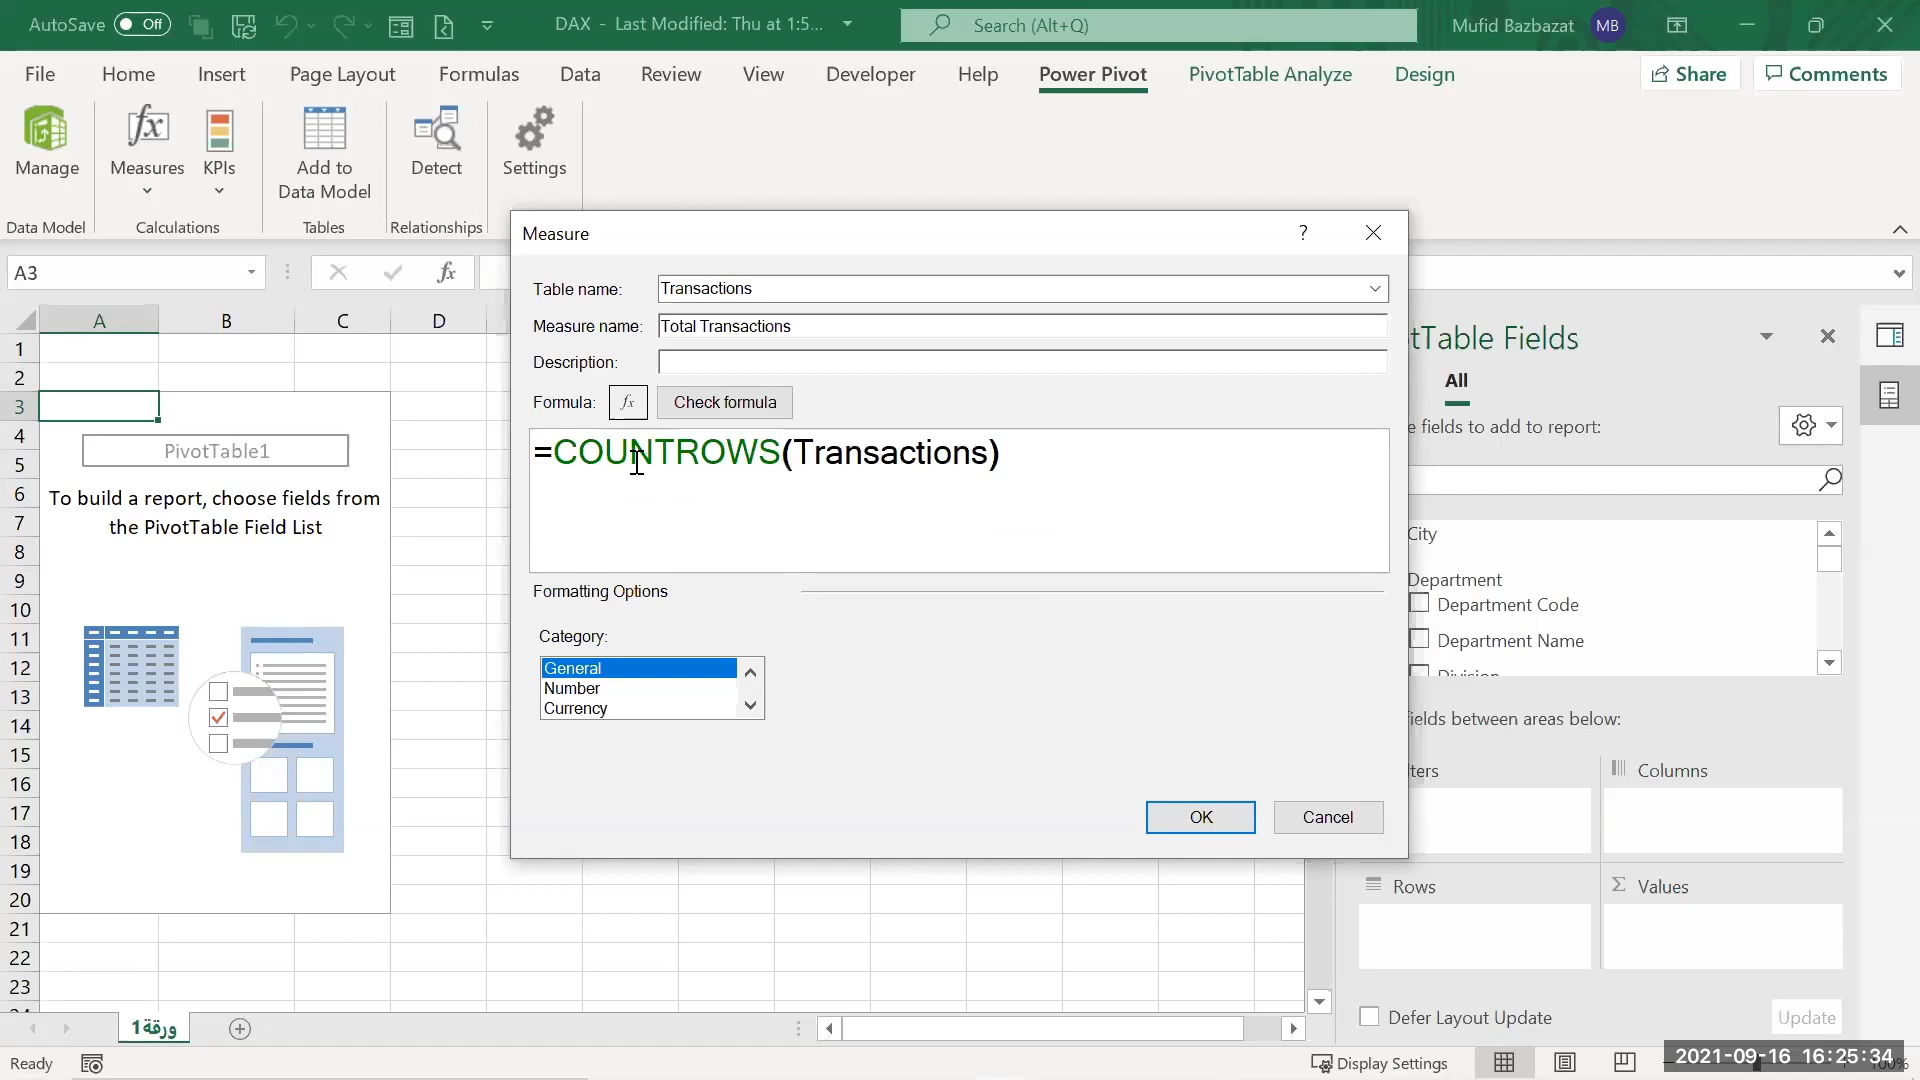 AutoSave Off
DAX - Last Modified: Thu at 1:5...
Search (Alt+Q)
Mufid Bazbazat MB
File Home Insert Page Layout Formulas Data Review View Developer Help Power Pivot PivotTable Analyze Design Share Comments
Manage
Measures
KPIs
Add to
Data Model
Detect
Settings
Data Model
Calculations
Tables
Relationships
A3
fx
Measure
?
Table name: Transactions
Measure name: Total Transactions
Description:
Formula: fx Check formula
=COUNTROWS(Transactions)
Formatting Options
Category:
General
Number
Currency
OK Cancel
A B C D
1
2
3
4
5
6
7
8
9
10
11
12
13
14
15
16
17
18
19
20
21
22
23
PivotTable1
To build a report, choose fields from
the PivotTable Field List
tTable Fields
All
e fields to add to report:
City
Department
Department Code
Department Name
Division
ields between areas below:
ters
Columns
Rows
Σ Values
Defer Layout Update
Update
ورقة1
Ready
Display Settings
2021-09-16 16:25:34